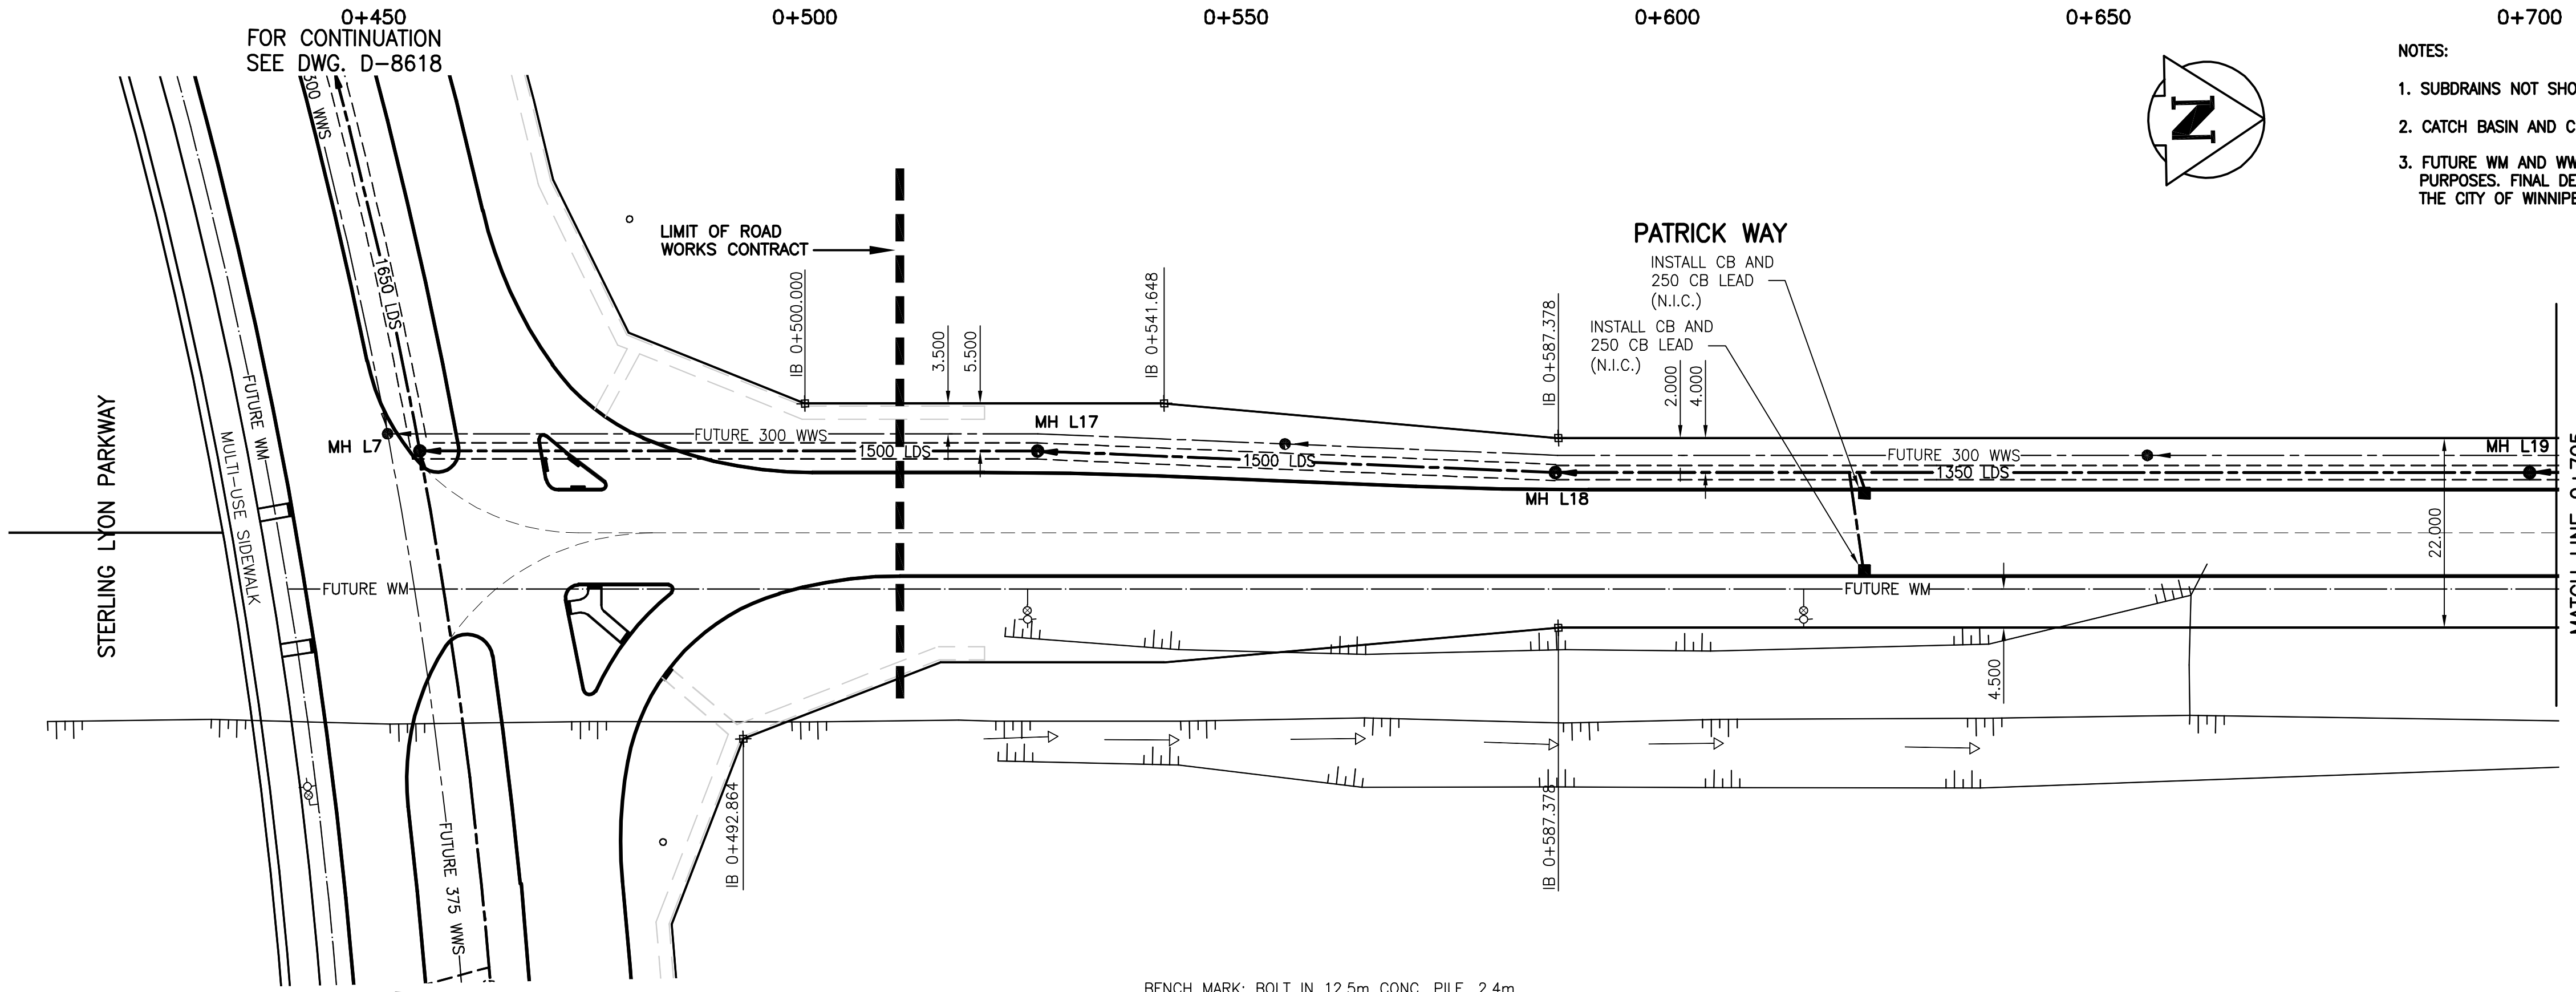 0+450
0+500
0+550
0+600
0+650
0+700
FOR CONTINUATION
SEE DWG. D-8618
NOTES:
1. SUBDRAINS NOT SHO
2. CATCH BASIN AND C
3. FUTURE WM AND WW
PURPOSES. FINAL DE
THE CITY OF WINNIPE
N
300 WWS
1650 LDS
LIMIT OF ROAD
WORKS CONTRACT
PATRICK WAY
INSTALL CB AND
250 CB LEAD
(N.I.C.)
INSTALL CB AND
250 CB LEAD
(N.I.C.)
IB 0+500.000
3.500
5.500
IB 0+541.648
IB 0+587.378
2.000
4.000
MH L7
FUTURE 300 WWS
1500 LDS
MH L17
1500 LDS
MH L18
FUTURE 300 WWS
1350 LDS
MH L19
22.000
STERLING LYON PARKWAY
MULTI-USE SIDEWALK
FUTURE WM
FUTURE WM
FUTURE WM
4.500
IB 0+492.864
IB 0+587.378
FUTURE 375 WWS
BENCH MARK: BOLT IN 12.5m CONC. PILE, 2.4m